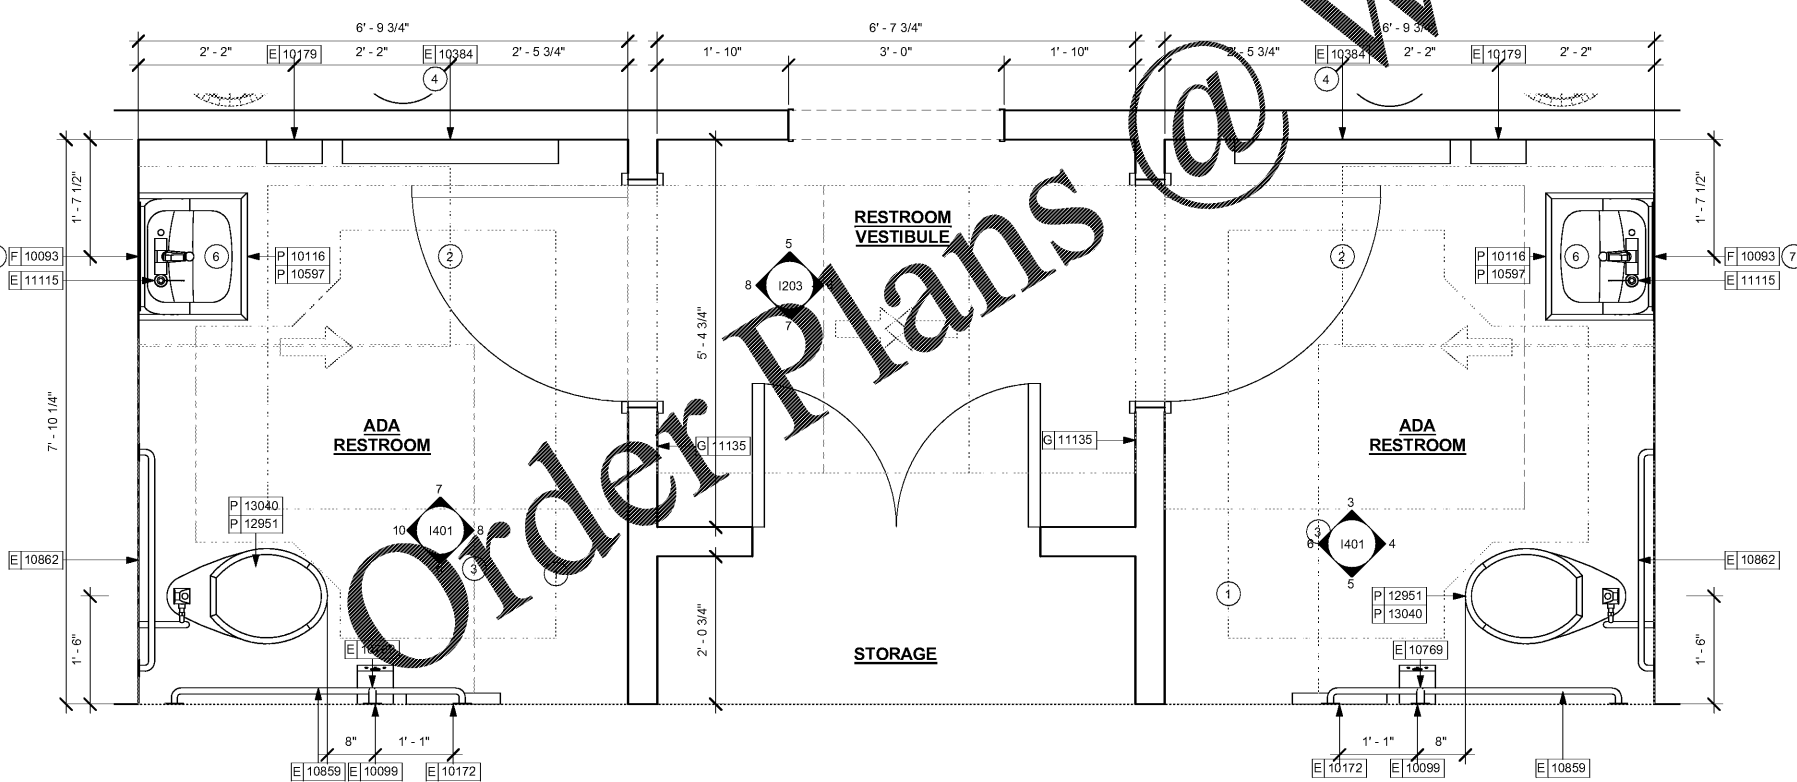 6' - 9 3/4" 6' - 7 3/4" 6' - 9 3/4"
2' - 2" E 10179 2' - 2" E 10384 2' - 5 3/4" 1' - 10" 3' - 0" 1' - 10" 2' - 5 3/4" E 10384 2' - 2" E 10179 2' - 2"
4 4
1' - 7 1/2" 1' - 7 1/2"
RESTROOM
VESTIBULE
F 10093 6 P 10116 2 5 2 P 10116 6 F 10093 7
E 11115 P 10597 8 I203 P 10597 E 11115
7
5' - 4 3/4"
7' - 10 1/4"
ADA
RESTROOM
ADA
RESTROOM
G 11135 G 11135
Order Plans @ W
P 13040 7 3
P 12951 10 I401 8 3 6 I401 4
E 10862 3 5 E 10862
1 P 12951
P 13040
1' - 6" 2' - 0 3/4" STORAGE E 10769 1' - 6"
8" 1' - 1" 1' - 1" 8"
E 10859 E 10099 E 10172 E 10172 E 10099 E 10859